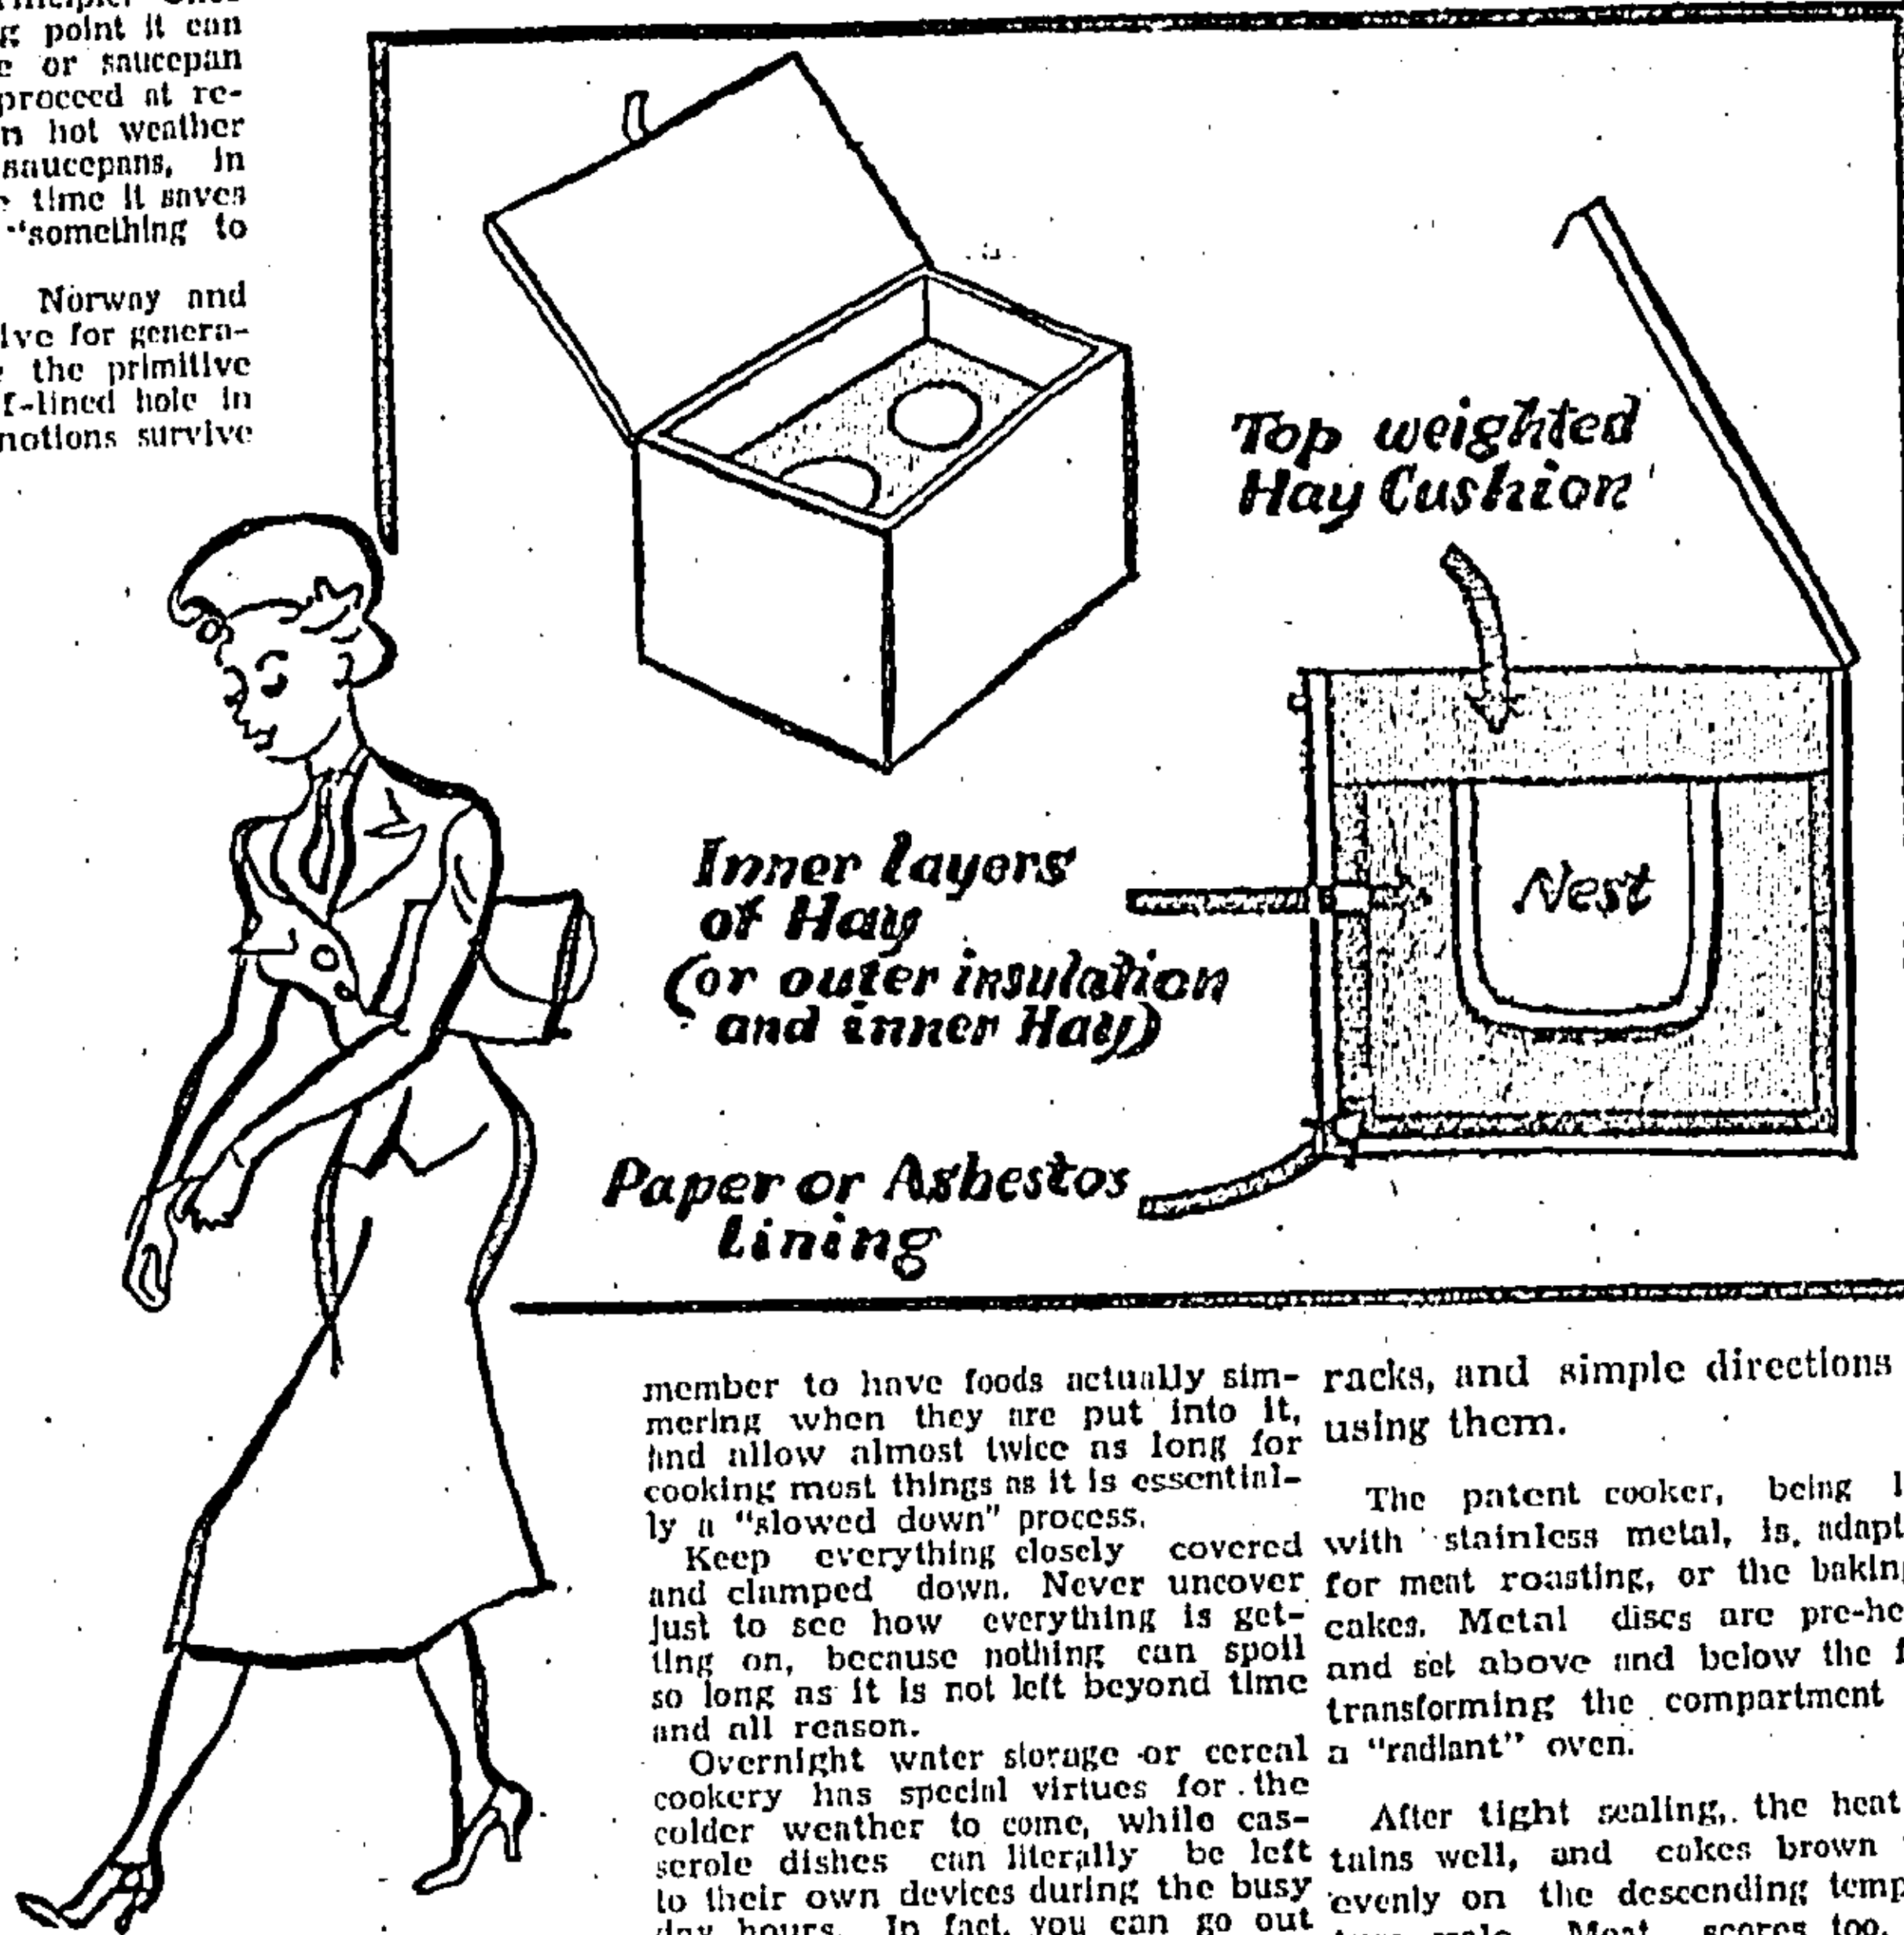 g point it can
e or saucepan
proceed at re-
n hot weather
saucepans, in
e time it saves
"something to
Norway and
ive for genera-
e the primitive
f-lined hole in
notions survive
Top weighted
Hay Cushion
Nest
Inner layers
of Hay
(or outer insulation
and inner Hay)
Paper or Asbestos
Lining
member to have foods actually sim-
mering when they are put into it,
and allow almost twice as long for
cooking most things as it is essential-
ly a "slowed down" process.
Keep everything closely covered
and clamped down. Never uncover
just to see how everything is get-
ting on, because nothing can spoil
so long as it is not left beyond time
and all reason.
Overnight water storage or cereal
cookery has special virtues for the
colder weather to come, while cas-
serole dishes can literally be left
to their own devices during the busy
day hours. In fact, you can go out
racks, and simple directions
using them.
The patent cooker, being l
with stainless metal, is, adapt
for meat roasting, or the baking
cakes. Metal discs are pre-he
and set above and below the f
transforming the compartment
a "radiant" oven.
After tight sealing, the heat
tains well, and cakes brown
evenly on the descending temp
Meat scores too.